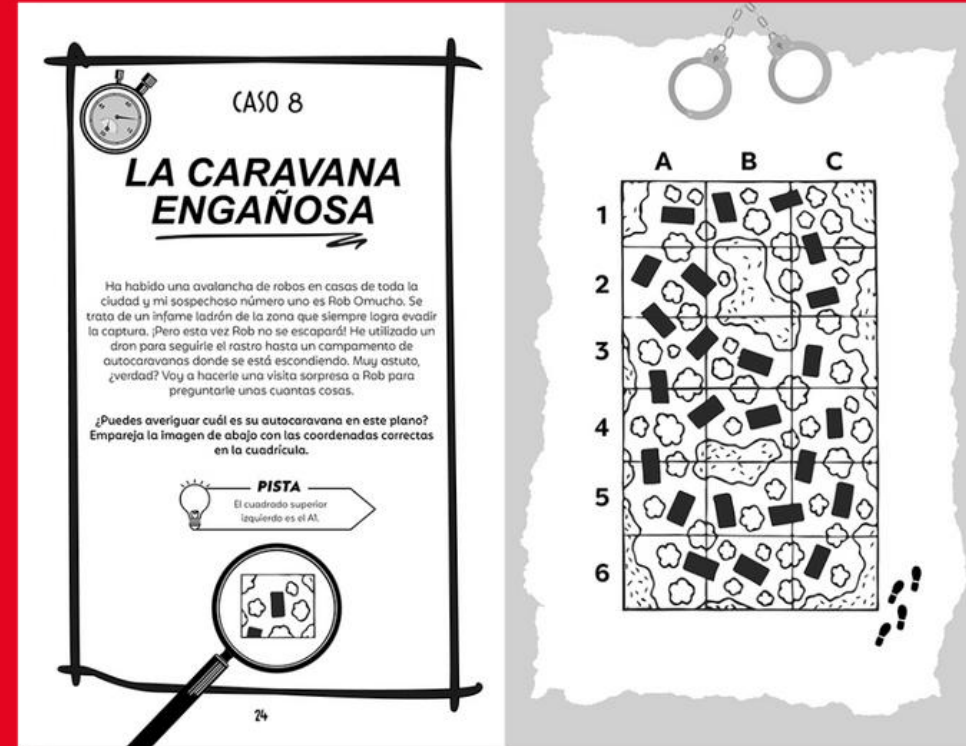 CASO 8
LA CARAVANA
ENGAÑOSA
Ha habido una avalancha de robos en casas de toda la
ciudad y mi sospechoso número uno es Rob Omucho. Se
trata de un infame ladrón de la zona que siempre logra evadir
la captura. ¡Pero esta vez Rob no se escapará! He utilizado un
dron para seguirle el rastro hasta un campamento de
autocaravanas donde se está escondiendo. Muy astuto,
¿verdad? Voy a hacerle una visita sorpresa a Rob para
preguntarle unas cuantas cosas.
¿Puedes averiguar cuál es su autocaravana en este plano?
Empareja la imagen de abajo con las coordenadas correctas
en la cuadrícula.
PISTA
El cuadrado superior
izquierdo es el A1.
24
A B C
1
2
3
4
5
6